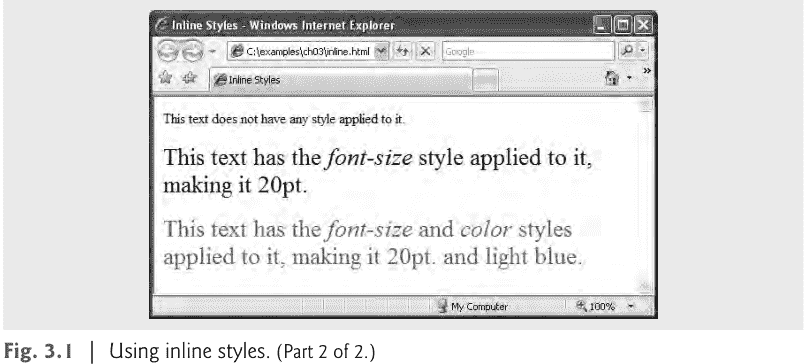 Inline Styles - Windows Internet Explorer
C:\examples\ch03\inline.html
Google
Inline Styles
This text does not have any style applied to it.
This text has the font-size style applied to it,
making it 20pt.
This text has the font-size and color styles
applied to it, making it 20pt. and light blue.
My Computer
100%
Fig. 3.1 | Using inline styles. (Part 2 of 2.)